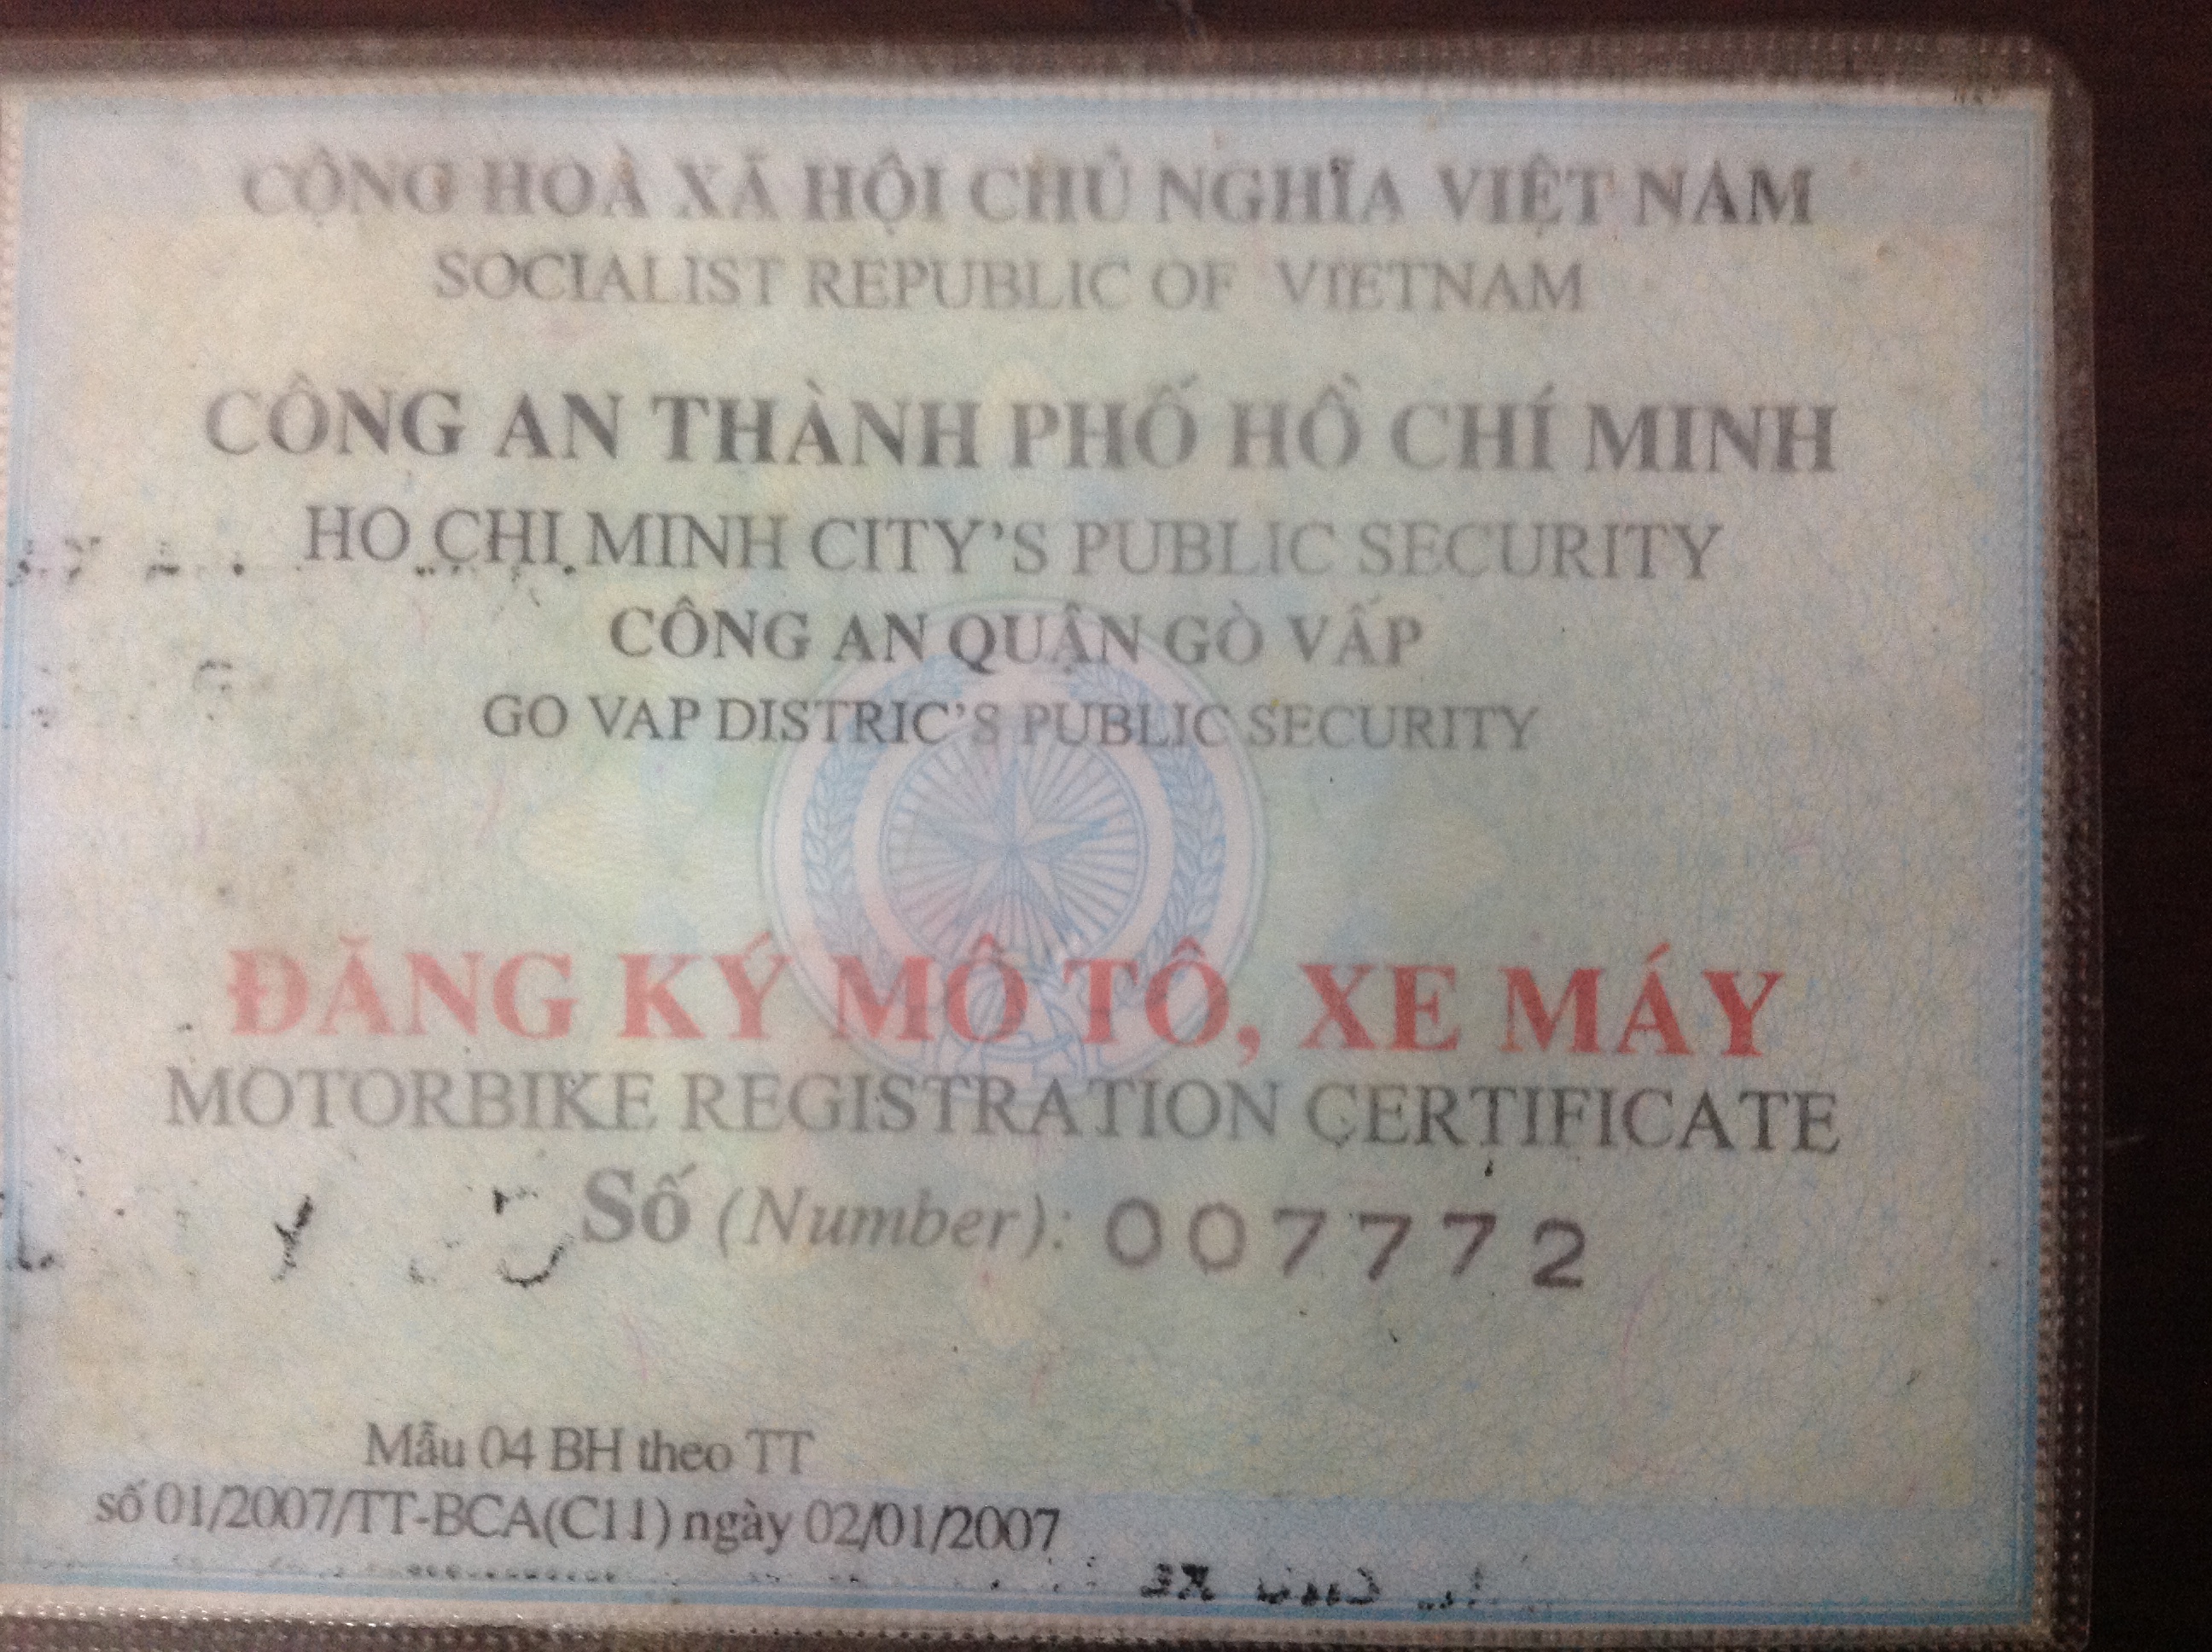 CỘNG HOÀ XÃ HỘI CHỦ NGHĨA VIỆT NAM
SOCIALIST REPUBLIC OF VIETNAM
CÔNG AN THÀNH PHỐ HỒ CHÍ MINH
HO CHI MINH CITY'S PUBLIC SECURITY
CÔNG AN QUẬN GÒ VẤP
GO VAP DISTRIC'S PUBLIC SECURITY
ĐĂNG KÝ MÔ TÔ, XE MÁY
MOTORBIKE REGISTRATION CERTIFICATE
Số (Number): 007772
Mẫu 04 BH theo TT
số 01/2007/TT-BCA(C11) ngày 02/01/2007